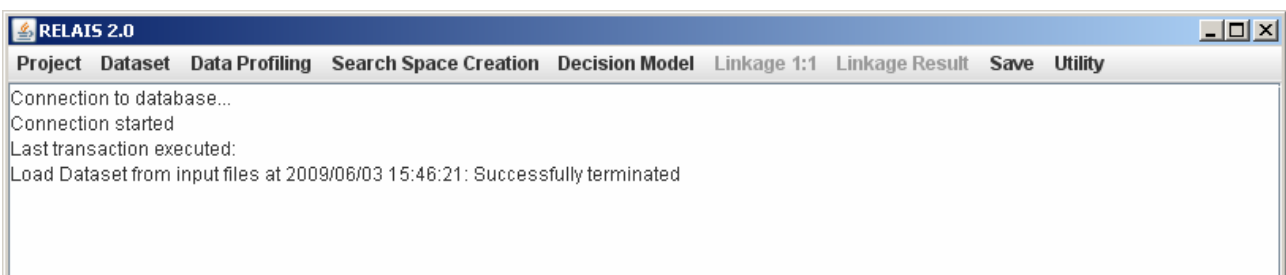 RELAIS 2.0
Project Dataset Data Profiling Search Space Creation Decision Model Linkage 1:1 Linkage Result Save Utility
Connection to database...
Connection started
Last transaction executed:
Load Dataset from input files at 2009/06/03 15:46:21: Successfully terminated